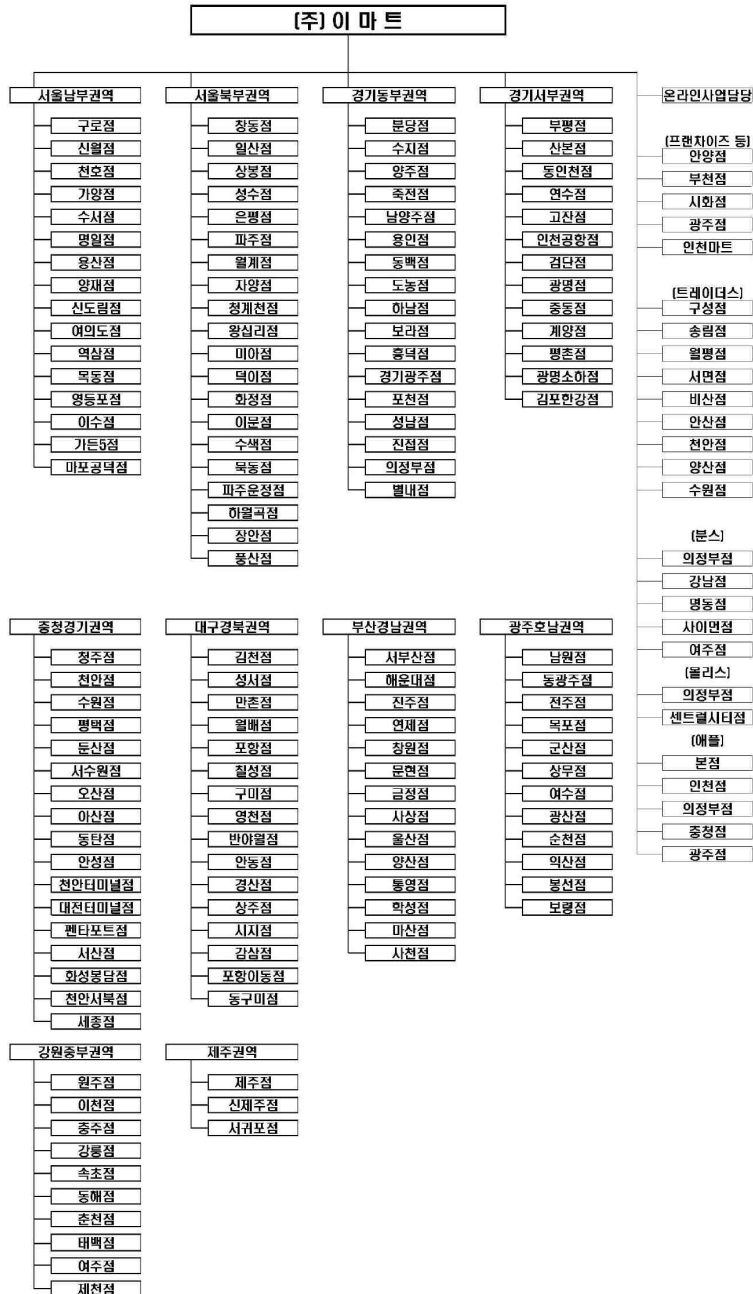 (주) 이 마 트
서울남부권역
구로점
신월점
천호점
가양점
수서점
명일점
용산점
양재점
신도림점
여의도점
역삼점
목동점
영등포점
이수점
가든5점
마포공덕점
서울북부권역
창동점
일산점
상봉점
성수점
은평점
파주점
월계점
자양점
청계천점
왕십리점
미아점
덕이점
화정점
이문점
수색점
묵동점
파주운정점
하월곡점
장안점
풍산점
경기동부권역
분당점
수지점
양주점
죽전점
남양주점
용인점
동백점
도농점
하남점
보라점
흥덕점
경기광주점
포천점
성남점
진접점
의정부점
별내점
경기서부권역
부평점
산본점
동인천점
연수점
고잔점
인천공항점
검단점
광명점
중동점
계양점
평촌점
광명소하점
김포한강점
온라인사업담당
(프랜차이즈 등)
안양점
부천점
시화점
광주점
인천마트
(트레이더스)
구성점
송림점
월평점
서면점
비산점
안산점
천안점
양산점
수원점
(분스)
의정부점
강남점
명동점
사이먼점
여주점
(몰리스)
의정부점
센트럴시티점
(애플)
본점
인천점
의정부점
충청점
광주점
충청경기권역
청주점
천안점
수원점
평택점
둔산점
서수원점
오산점
아산점
동탄점
안성점
천안터미널점
대전터미널점
펜타포트점
서산점
화성봉담점
천안서북점
세종점
대구경북권역
김천점
성서점
만촌점
월배점
포항점
칠성점
구미점
영천점
반야월점
안동점
경산점
상주점
시지점
감삼점
포항이동점
동구미점
부산경남권역
서부산점
해운대점
진주점
연제점
창원점
문현점
금정점
사상점
울산점
양산점
통영점
학성점
마산점
사천점
광주호남권역
남원점
동광주점
전주점
목포점
군산점
상무점
여수점
광산점
순천점
익산점
봉선점
보령점
강원중부권역
원주점
이천점
충주점
강릉점
속초점
동해점
춘천점
태백점
여주점
제천점
제주권역
제주점
신제주점
서귀포점